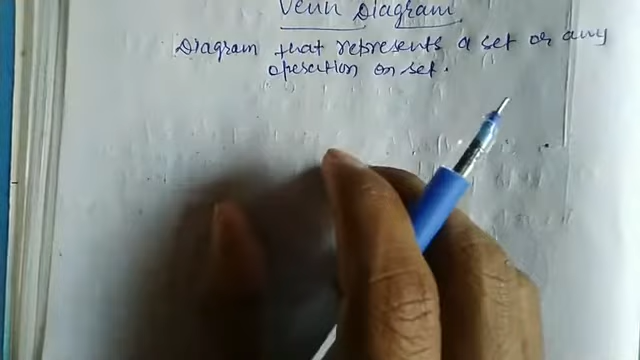 Venn Diagram
Diagram that represents a set or any
operation on set.